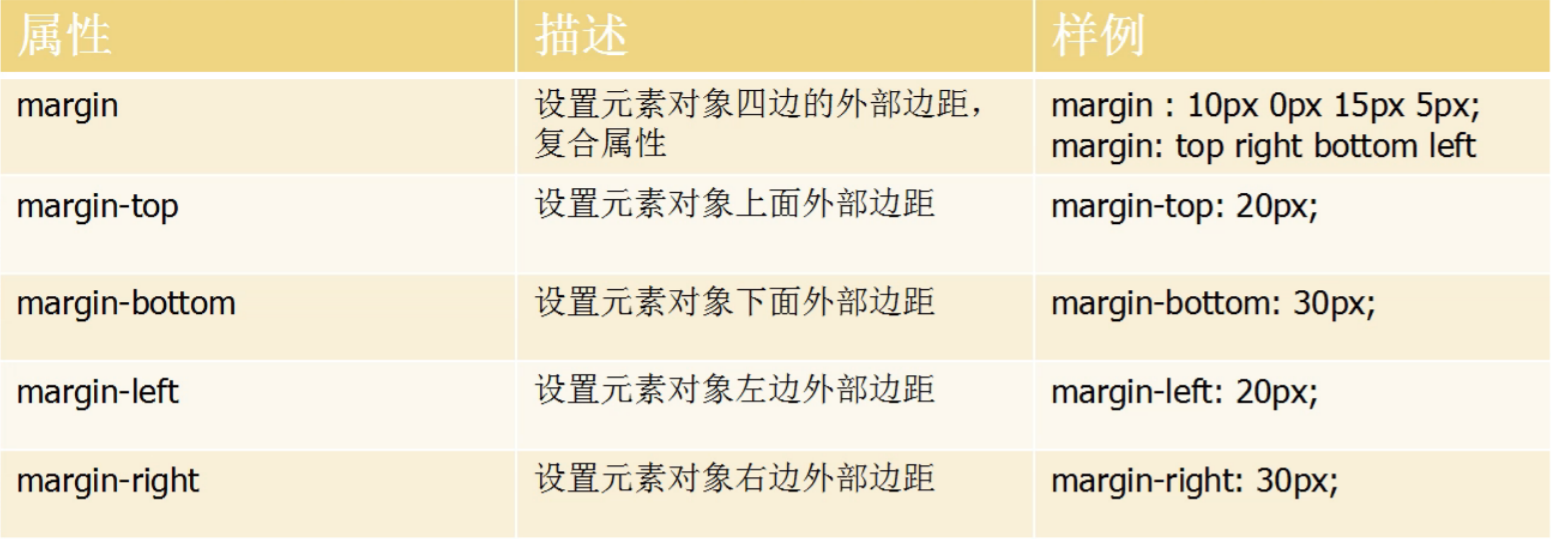 属性 描述 样例
margin 设置元素对象四边的外部边距， margin : 10px 0px 15px 5px;
复合属性 margin: top right bottom left
margin-top 设置元素对象上面外部边距 margin-top: 20px;
margin-bottom 设置元素对象下面外部边距 margin-bottom: 30px;
margin-left 设置元素对象左边外部边距 margin-left: 20px;
margin-right 设置元素对象右边外部边距 margin-right: 30px;